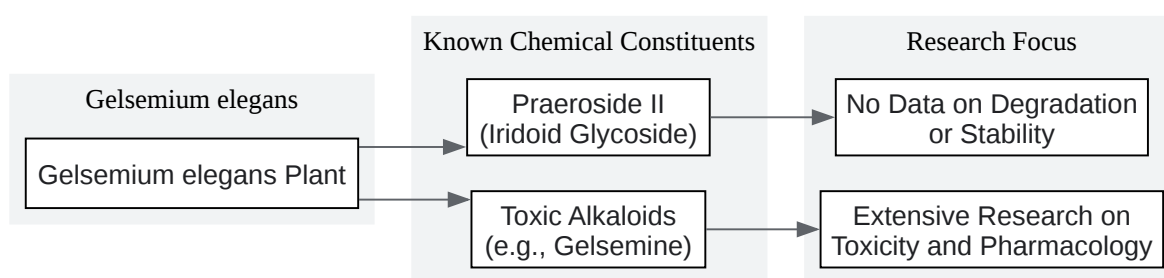 Gelsemium elegans
Gelsemium elegans Plant
Known Chemical Constituents
Praeroside II
(Iridoid Glycoside)
Toxic Alkaloids
(e.g., Gelsemine)
Research Focus
No Data on Degradation
or Stability
Extensive Research on
Toxicity and Pharmacology